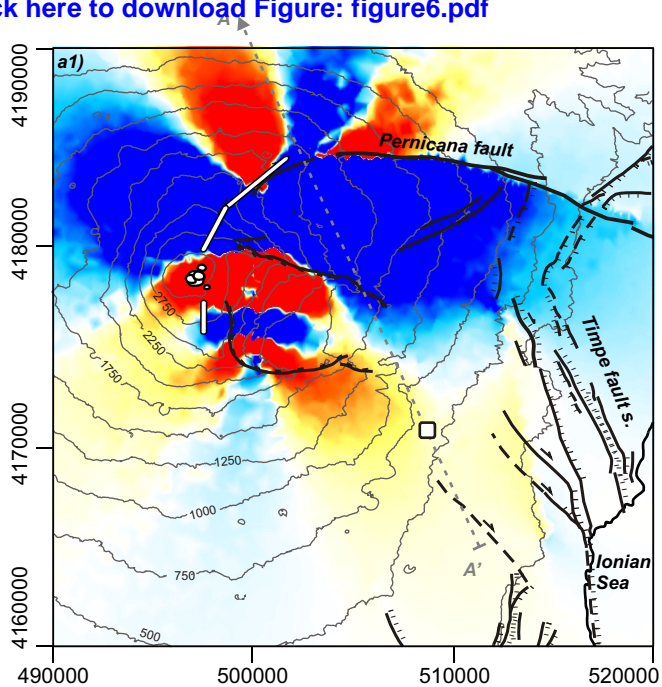 ck here to download Figure: figure6.pdf
A
a1)
Pernicana fault
Timpe fault s.
Ionian
Sea
A'
2750
2250
1750
1250
1000
750
500
4190000
4180000
4170000
4160000
490000
500000
510000
520000